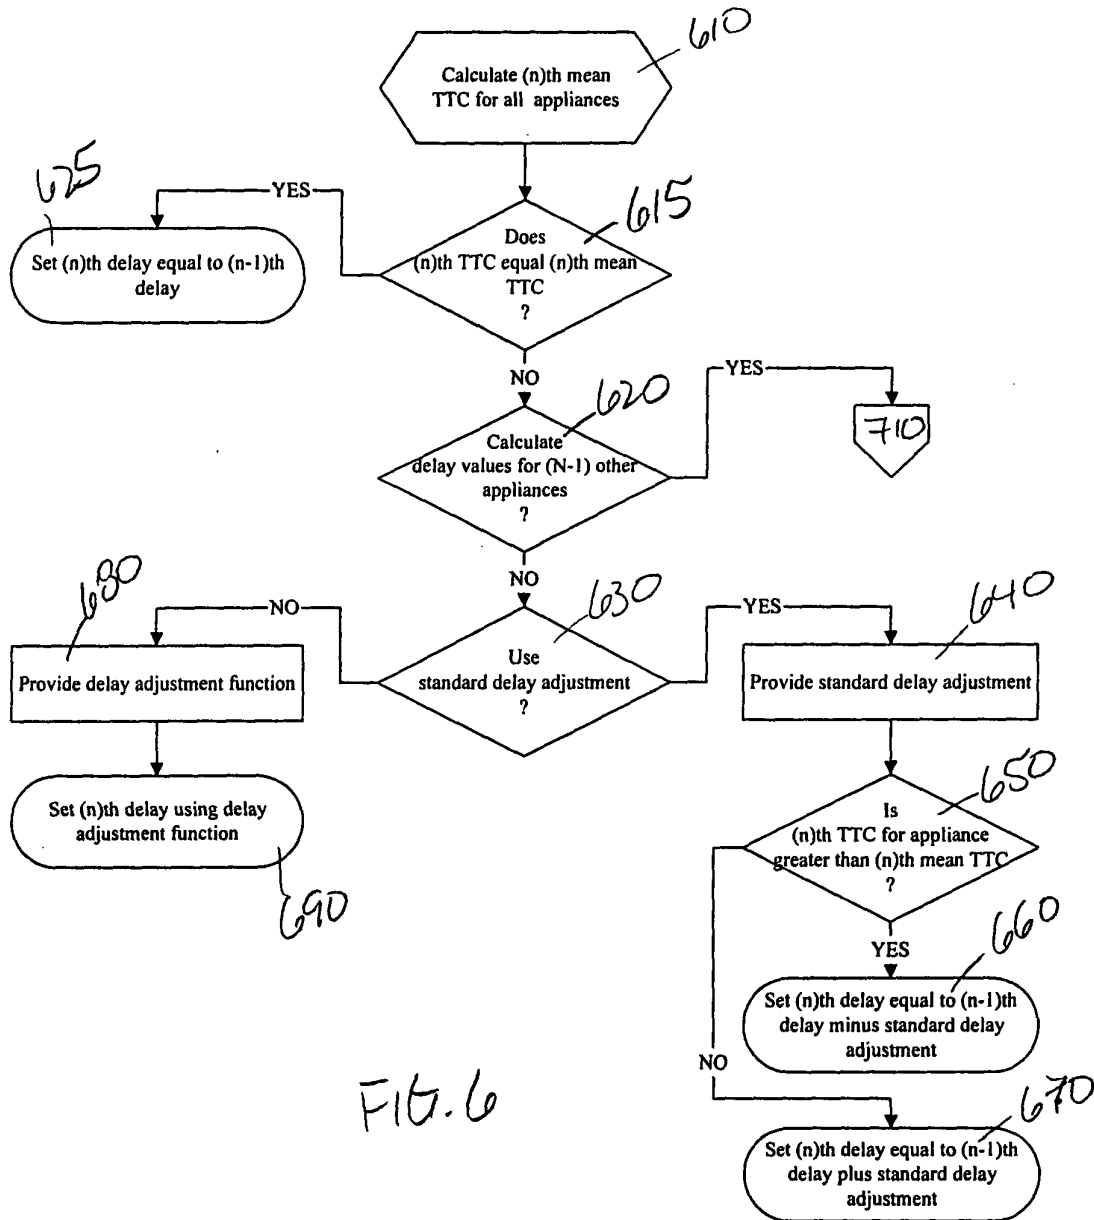 610
Calculate (n)th mean
TTC for all appliances
625
YES
615
Does
(n)th TTC equal (n)th mean
TTC
?
Set (n)th delay equal to (n-1)th
delay
NO
YES
620
Calculate
delay values for (N-1) other
appliances
?
710
NO
680
NO
630
YES
640
Use
standard delay adjustment
?
Provide delay adjustment function
Provide standard delay adjustment
Set (n)th delay using delay
adjustment function
690
650
Is
(n)th TTC for appliance
greater than (n)th mean TTC
?
YES
660
Set (n)th delay equal to (n-1)th
delay minus standard delay
adjustment
NO
670
Set (n)th delay equal to (n-1)th
delay plus standard delay
adjustment
FIG. 6